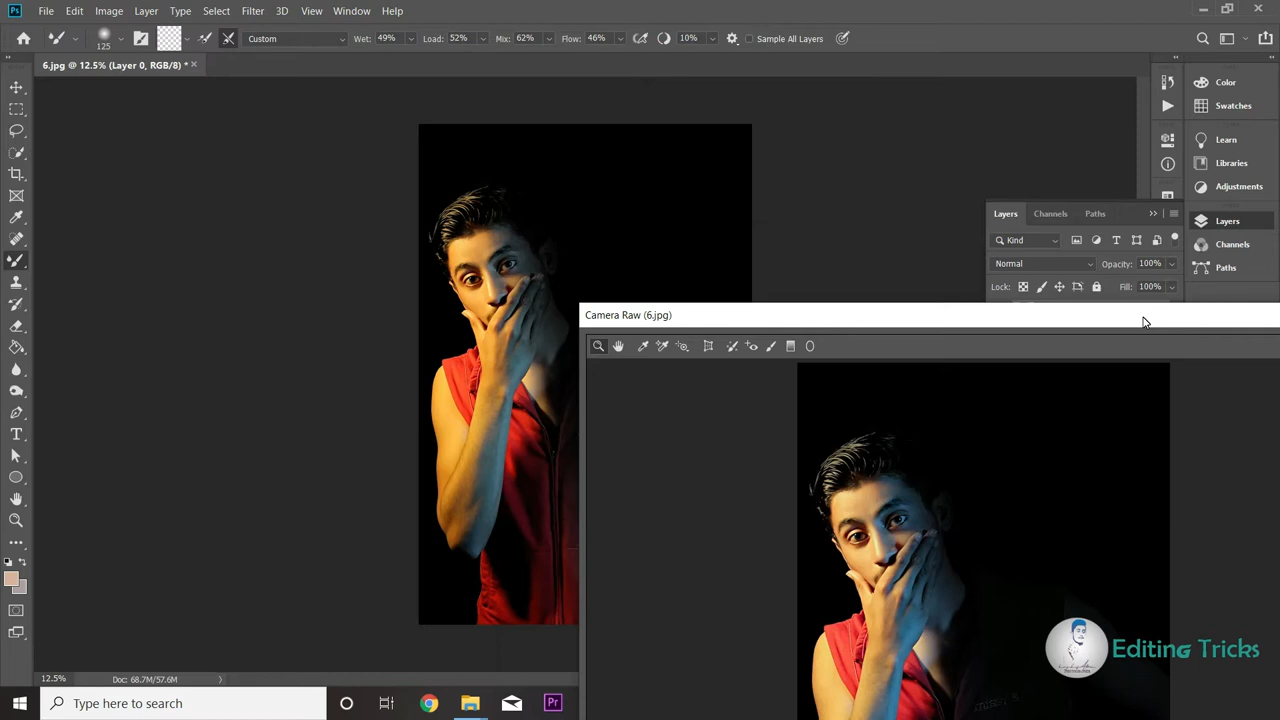 Ps File Edit Image Layer Type Select Filter 3D View Window Help
125 Custom Wet: 49% Load: 52% Mix: 62% Flow: 46% 10% Sample All Layers
6.jpg @ 12.5% (Layer 0, RGB/8) *
Color
Swatches
Learn
Libraries
Adjustments
Layers Channels Paths
Layers
Kind
Channels
Normal Opacity: 100%
Paths
Lock: Fill: 100%
Camera Raw (6.jpg)
Editing Tricks
12.5% Doc: 68.7M/57.6M
Type here to search
Pr